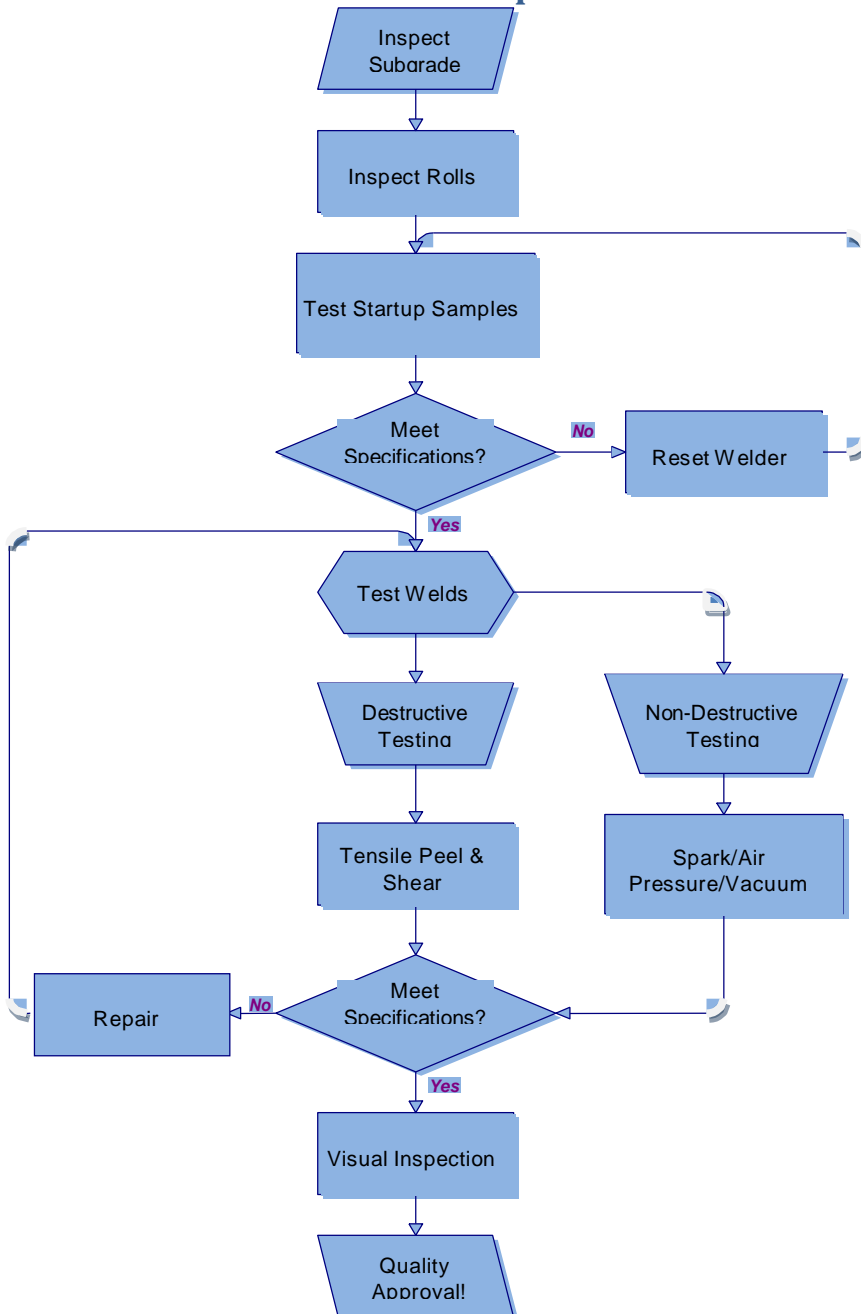 Inspect
Subgrade
Inspect Rolls
Test Startup Samples
Meet
Specifications?
No
Reset Welder
Yes
Test Welds
Destructive
Testing
Non-Destructive
Testing
Tensile Peel &
Shear
Spark/Air
Pressure/Vacuum
Meet
Specifications?
No
Repair
Yes
Visual Inspection
Quality
Approval!